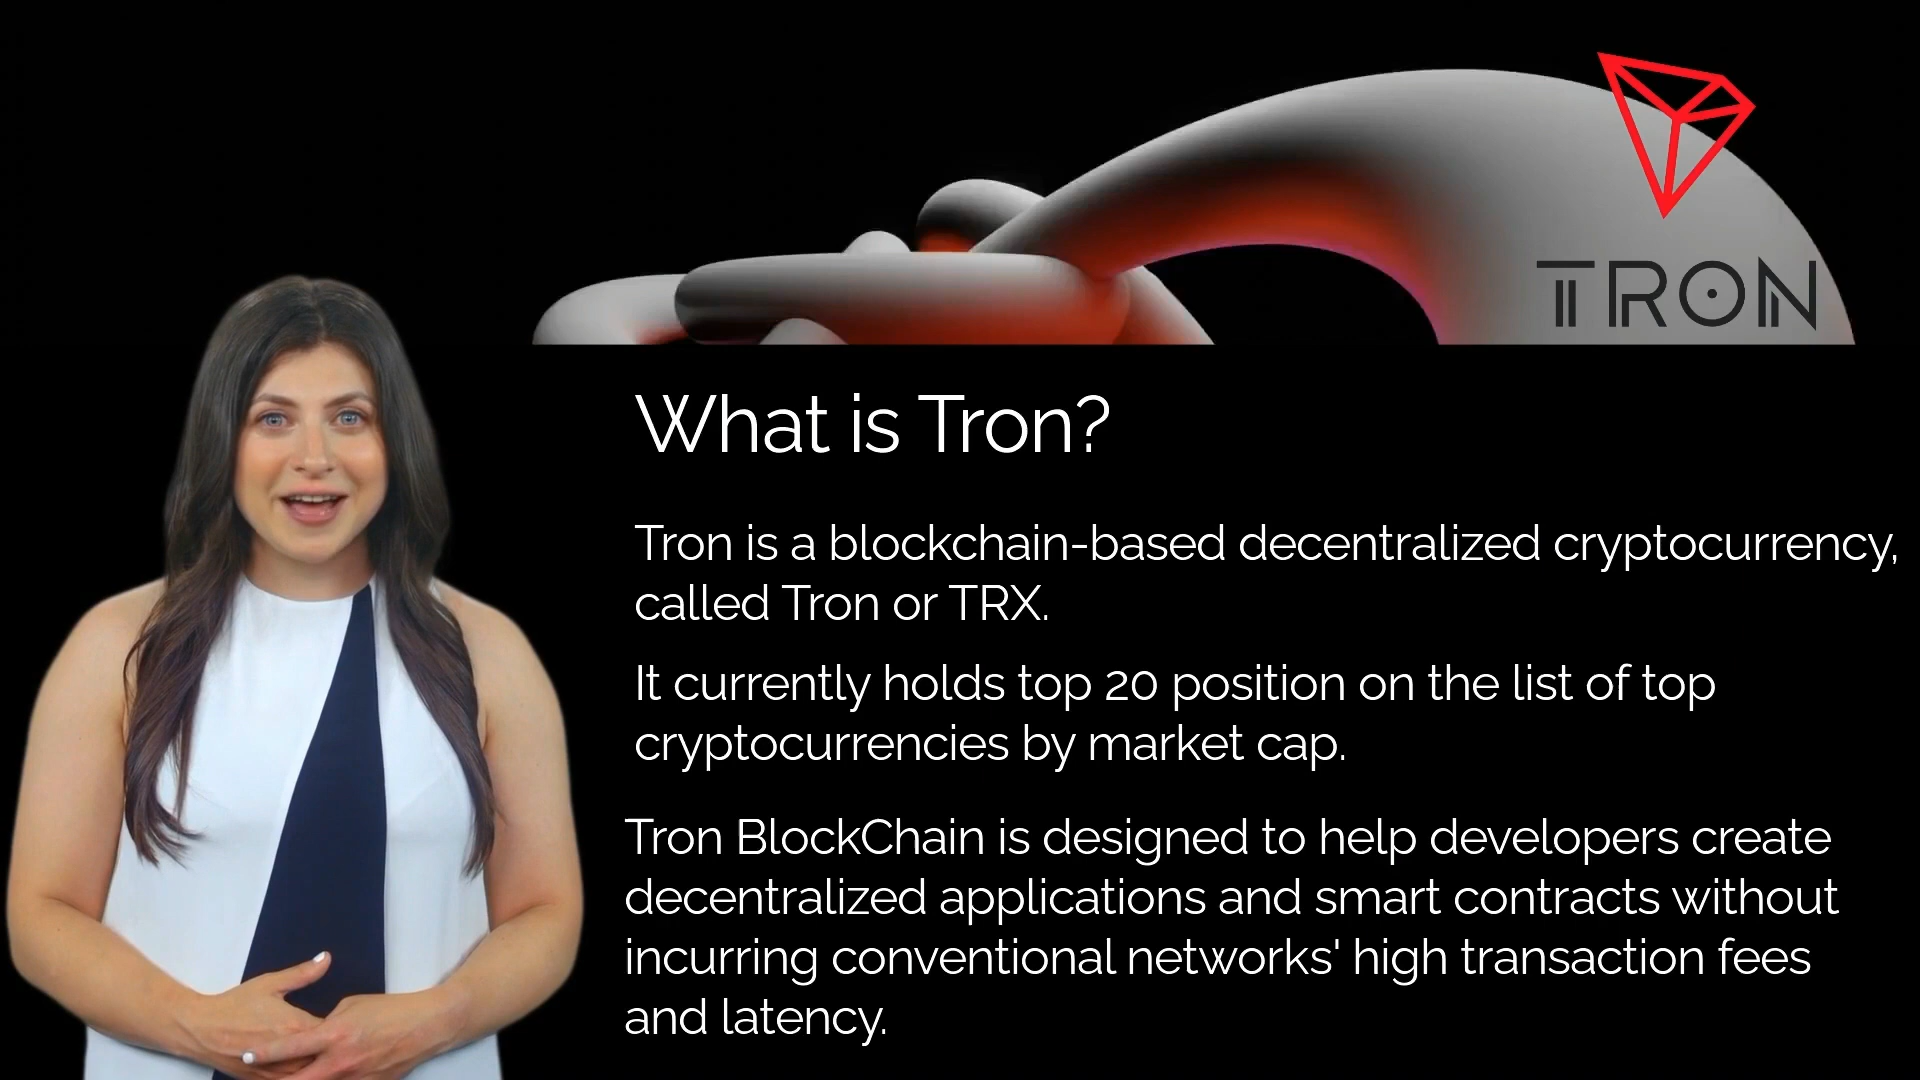 TRON
What is Tron?
Tron is a blockchain-based decentralized cryptocurrency,
called Tron or TRX.
It currently holds top 20 position on the list of top
cryptocurrencies by market cap.
Tron BlockChain is designed to help developers create
decentralized applications and smart contracts without
incurring conventional networks' high transaction fees
and latency.